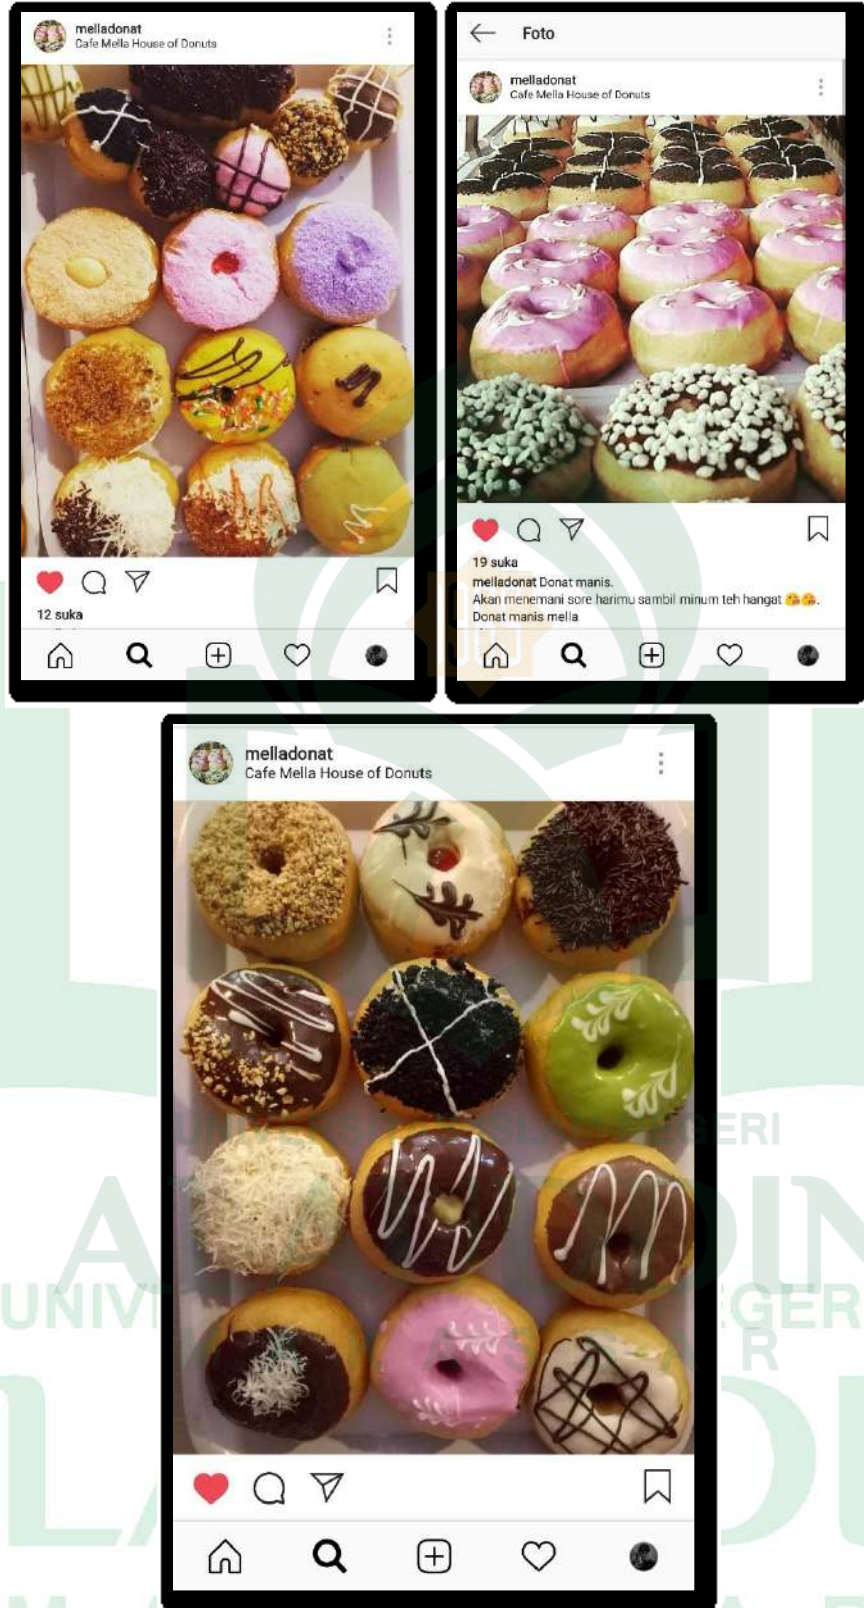 melladonat
Cafe Mella House of Donuts
12 suka
Foto
melladonat
Cafe Mella House of Donuts
19 suka
melladonat Donat manis.
Akan menemani sore harimu sambil minum teh hangat 😘😘.
Donat manis mella
melladonat
Cafe Mella House of Donuts